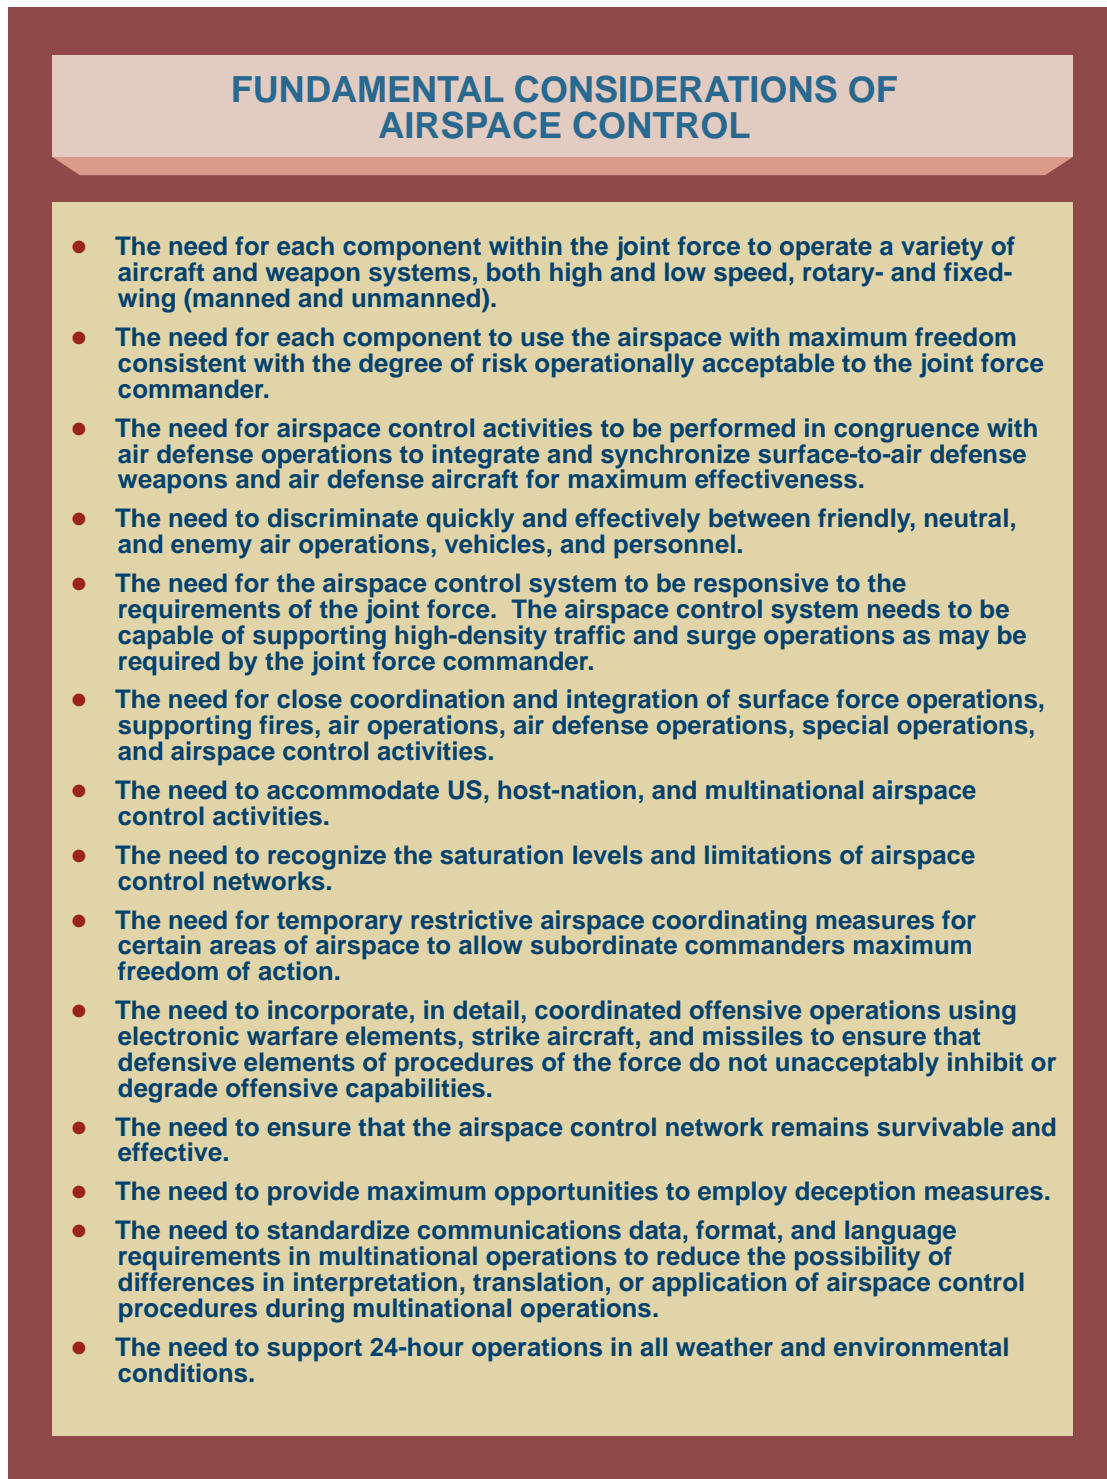 FUNDAMENTAL CONSIDERATIONS OF
AIRSPACE CONTROL
● The need for each component within the joint force to operate a variety of
aircraft and weapon systems, both high and low speed, rotary- and fixed-
wing (manned and unmanned).
● The need for each component to use the airspace with maximum freedom
consistent with the degree of risk operationally acceptable to the joint force
commander.
● The need for airspace control activities to be performed in congruence with
air defense operations to integrate and synchronize surface-to-air defense
weapons and air defense aircraft for maximum effectiveness.
● The need to discriminate quickly and effectively between friendly, neutral,
and enemy air operations, vehicles, and personnel.
● The need for the airspace control system to be responsive to the
requirements of the joint force.  The airspace control system needs to be
capable of supporting high-density traffic and surge operations as may be
required by the joint force commander.
● The need for close coordination and integration of surface force operations,
supporting fires, air operations, air defense operations, special operations,
and airspace control activities.
● The need to accommodate US, host-nation, and multinational airspace
control activities.
● The need to recognize the saturation levels and limitations of airspace
control networks.
● The need for temporary restrictive airspace coordinating measures for
certain areas of airspace to allow subordinate commanders maximum
freedom of action.
● The need to incorporate, in detail, coordinated offensive operations using
electronic warfare elements, strike aircraft, and missiles to ensure that
defensive elements of procedures of the force do not unacceptably inhibit or
degrade offensive capabilities.
● The need to ensure that the airspace control network remains survivable and
effective.
● The need to provide maximum opportunities to employ deception measures.
● The need to standardize communications data, format, and language
requirements in multinational operations to reduce the possibility of
differences in interpretation, translation, or application of airspace control
procedures during multinational operations.
● The need to support 24-hour operations in all weather and environmental
conditions.